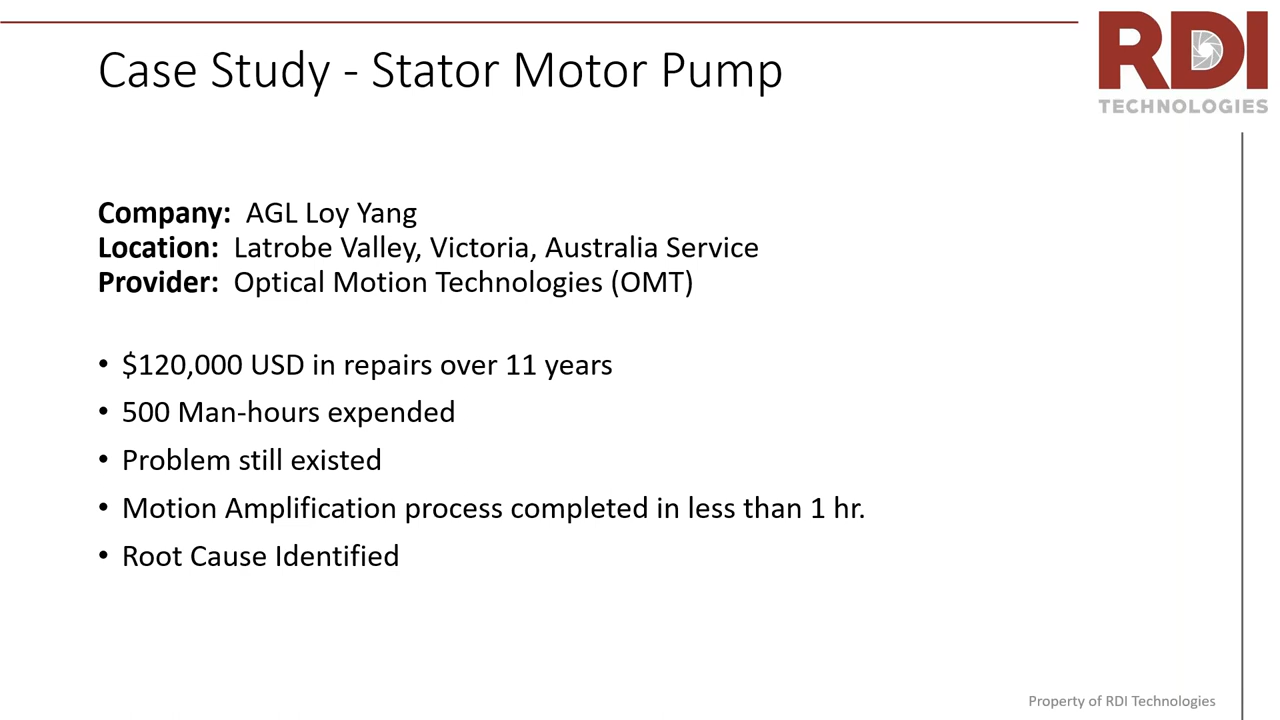 RDI
TECHNOLOGIES
Case Study - Stator Motor Pump
Company: AGL Loy Yang
Location: Latrobe Valley, Victoria, Australia Service
Provider: Optical Motion Technologies (OMT)
• $120,000 USD in repairs over 11 years
• 500 Man-hours expended
• Problem still existed
• Motion Amplification process completed in less than 1 hr.
• Root Cause Identified
Property of RDI Technologies